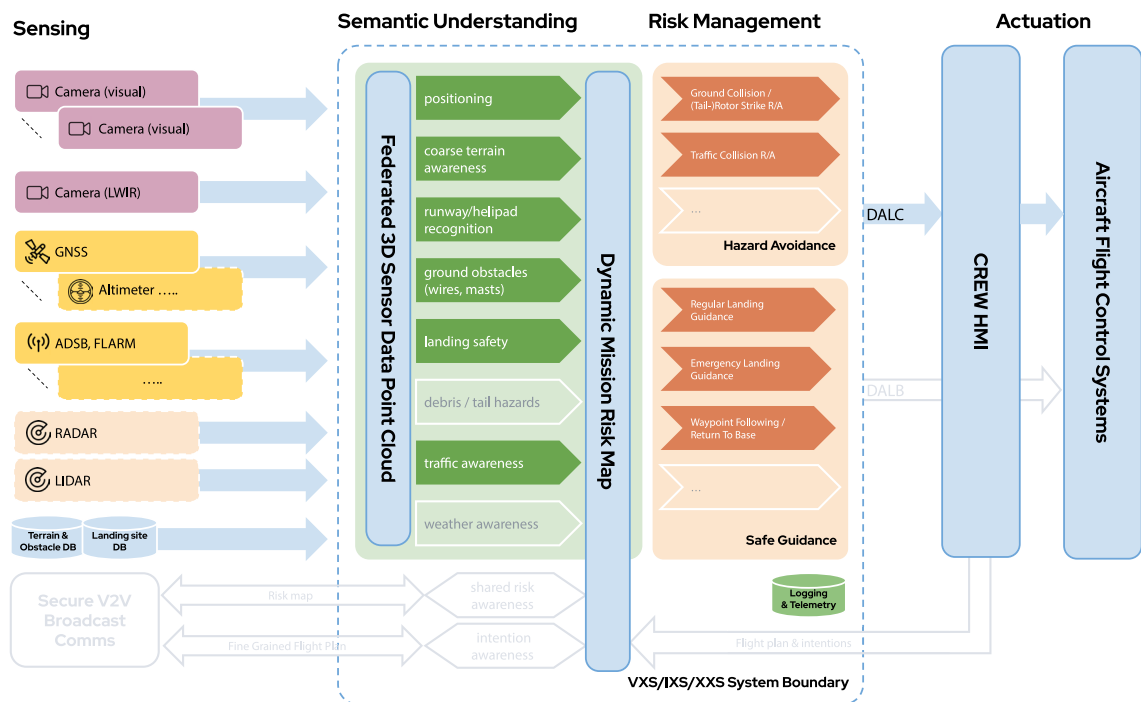 Sensing
Semantic Understanding
Risk Management
Actuation
Camera (visual)
Camera (visual)
Camera (LWIR)
GNSS
Altimeter .....
ADSB, FLARM
.....
RADAR
LIDAR
Terrain &
Obstacle DB
Landing site
DB
Secure V2V
Broadcast
Comms
Federated 3D Sensor Data
Point Cloud
positioning
coarse terrain
awareness
runway/helipad
recognition
ground obstacles
(wires, masts)
landing safety
debris / tail hazards
traffic awareness
weather awareness
Risk map
shared risk
awareness
Fine Grained Flight Plan
intention
awareness
Dynamic Mission Risk Map
Ground Collision /
(Tail-)Rotor Strike R/A
Traffic Collision R/A
...
Hazard Avoidance
Regular Landing
Guidance
Emergency Landing
Guidance
Waypoint Following /
Return To Base
...
Safe Guidance
Logging
& Telemetry
Flight plan & intentions
VXS/IXS/XXS System Boundary
DALC
DALB
CREW HMI
Aircraft Flight Control Systems